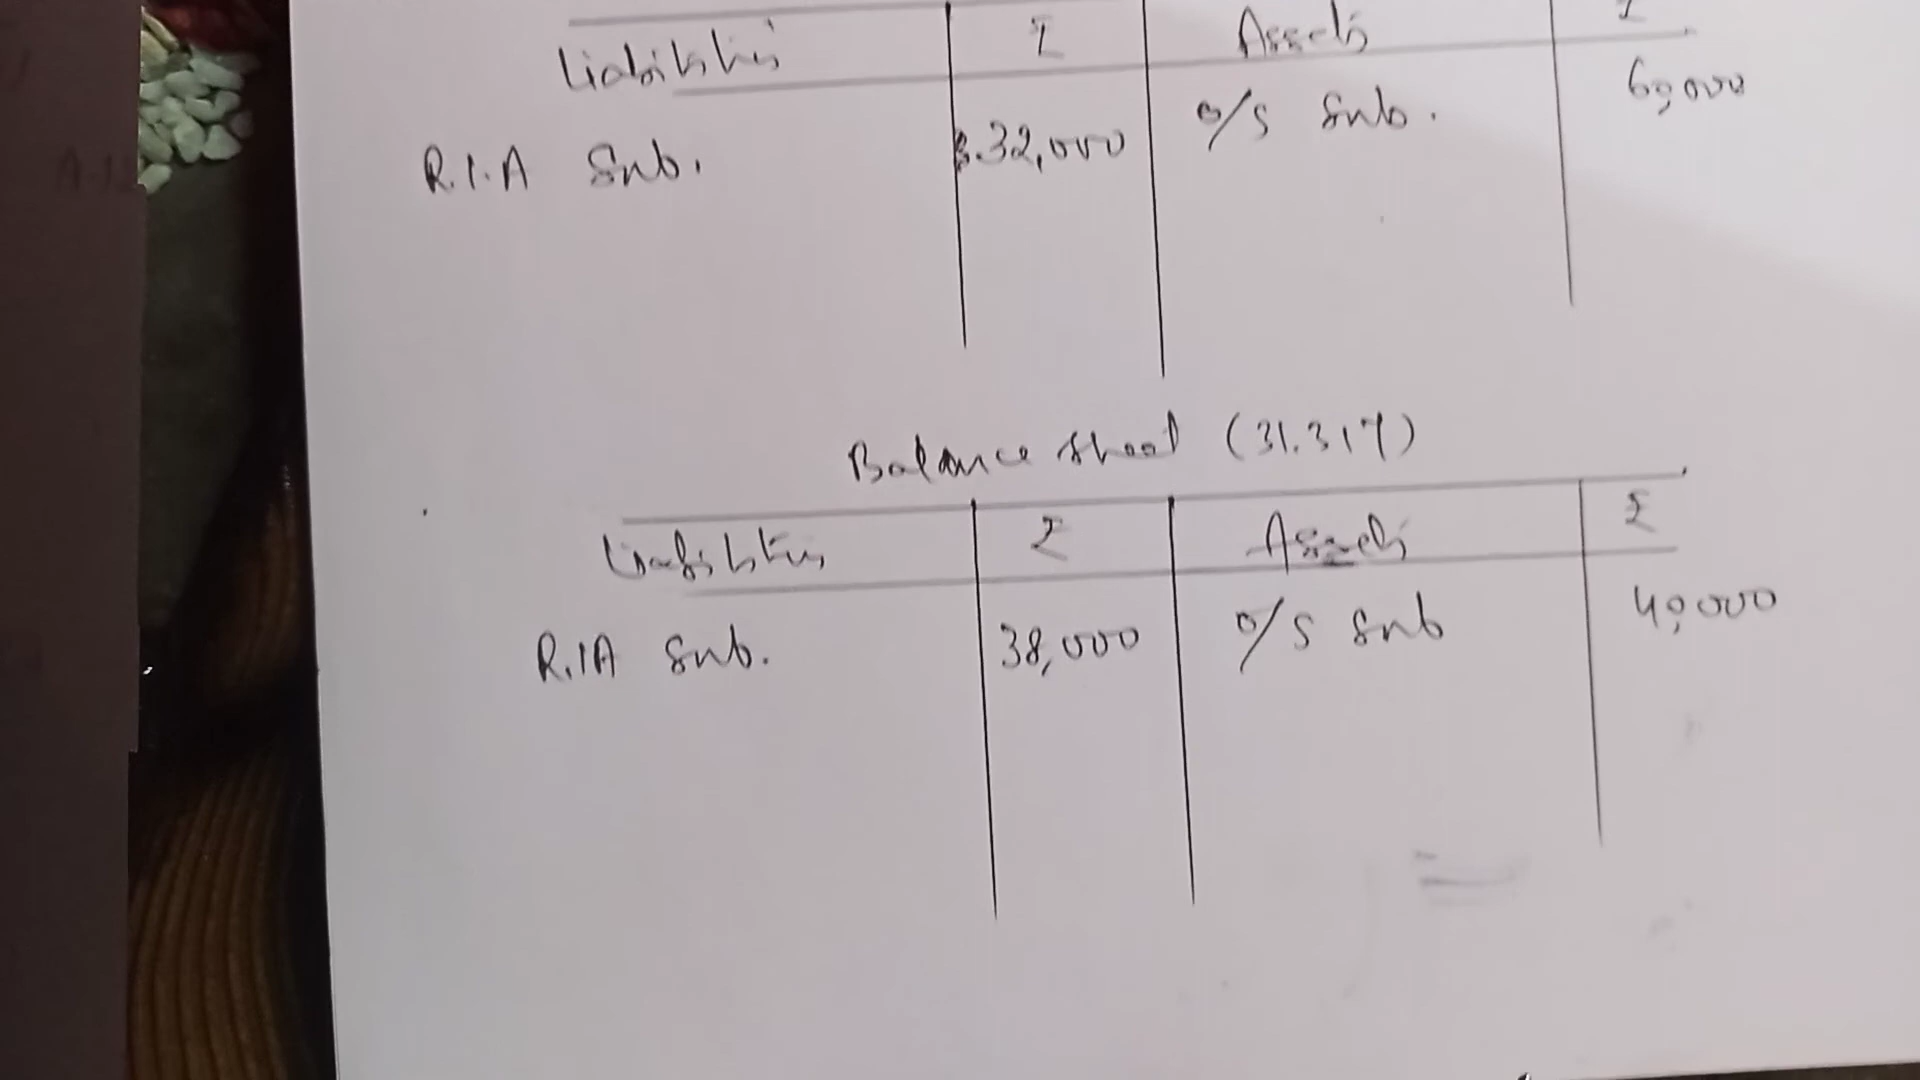 Liabilities ₹ Assets ₹
R.I.A Sub. 32,000 o/s Sub. 60,000
Balance sheet (31.3.17)
Liabilities ₹ Assets ₹
R.IA Sub. 38,000 o/s Sub 40,000